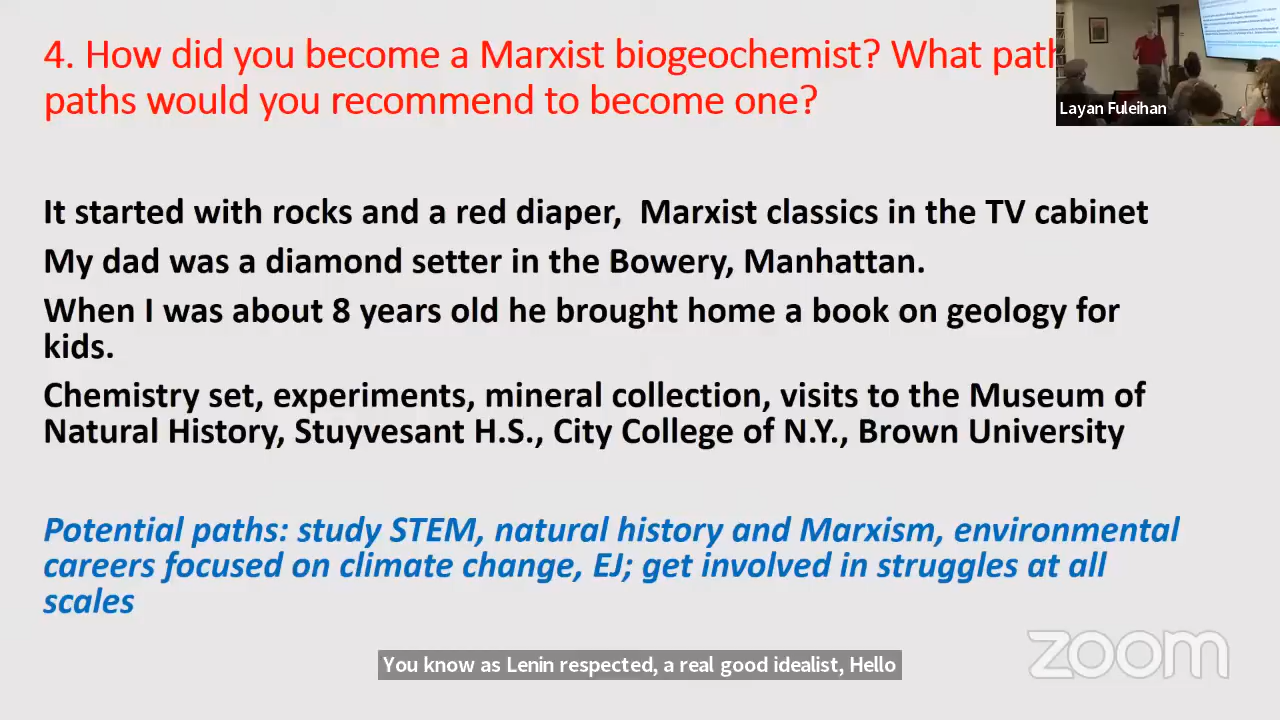 4. How did you become a Marxist biogeochemist? What path
paths would you recommend to become one?
Layan Fuleihan
It started with rocks and a red diaper, Marxist classics in the TV cabinet
My dad was a diamond setter in the Bowery, Manhattan.
When I was about 8 years old he brought home a book on geology for
kids.
Chemistry set, experiments, mineral collection, visits to the Museum of
Natural History, Stuyvesant H.S., City College of N.Y., Brown University
Potential paths: study STEM, natural history and Marxism, environmental
careers focused on climate change, EJ; get involved in struggles at all
scales
You know as Lenin respected, a real good idealist, Hello
zoom